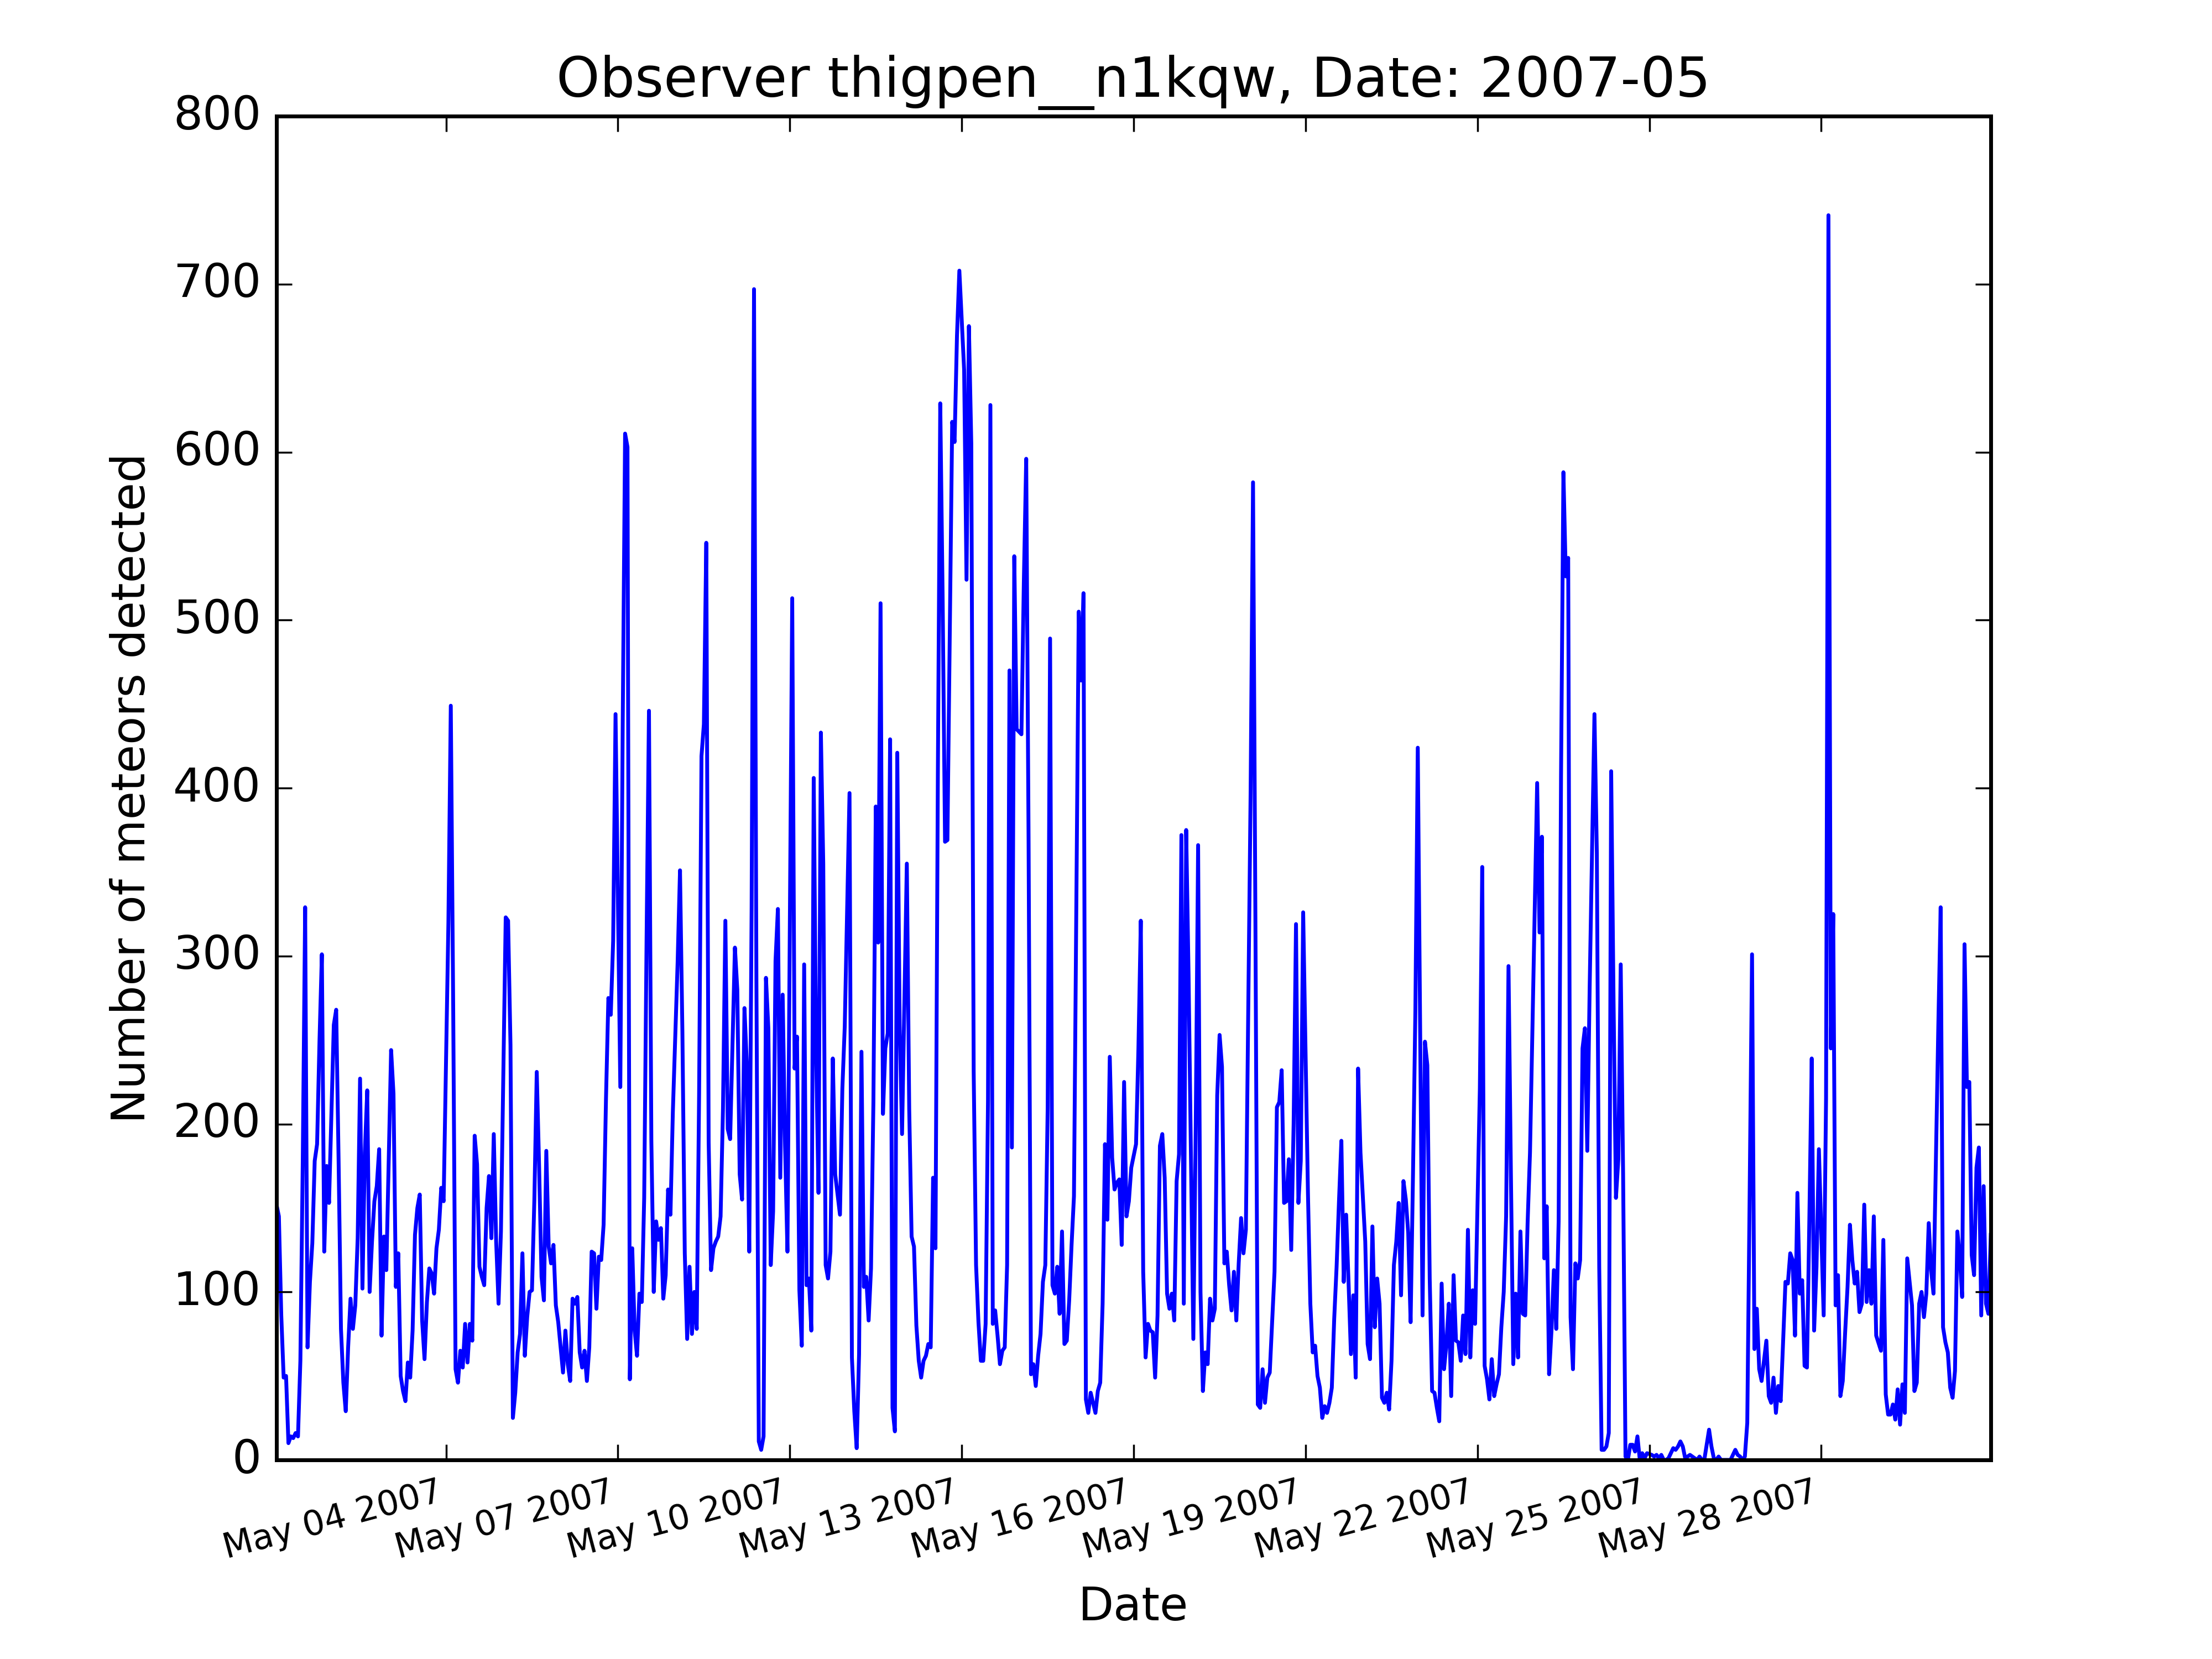 Observer thigpen__n1kqw, Date: 2007-05
800
700
600
500
400
300
200
100
0
Number of meteors detected
May 04 2007
May 07 2007
May 10 2007
May 13 2007
May 16 2007
May 19 2007
May 22 2007
May 25 2007
May 28 2007
Date